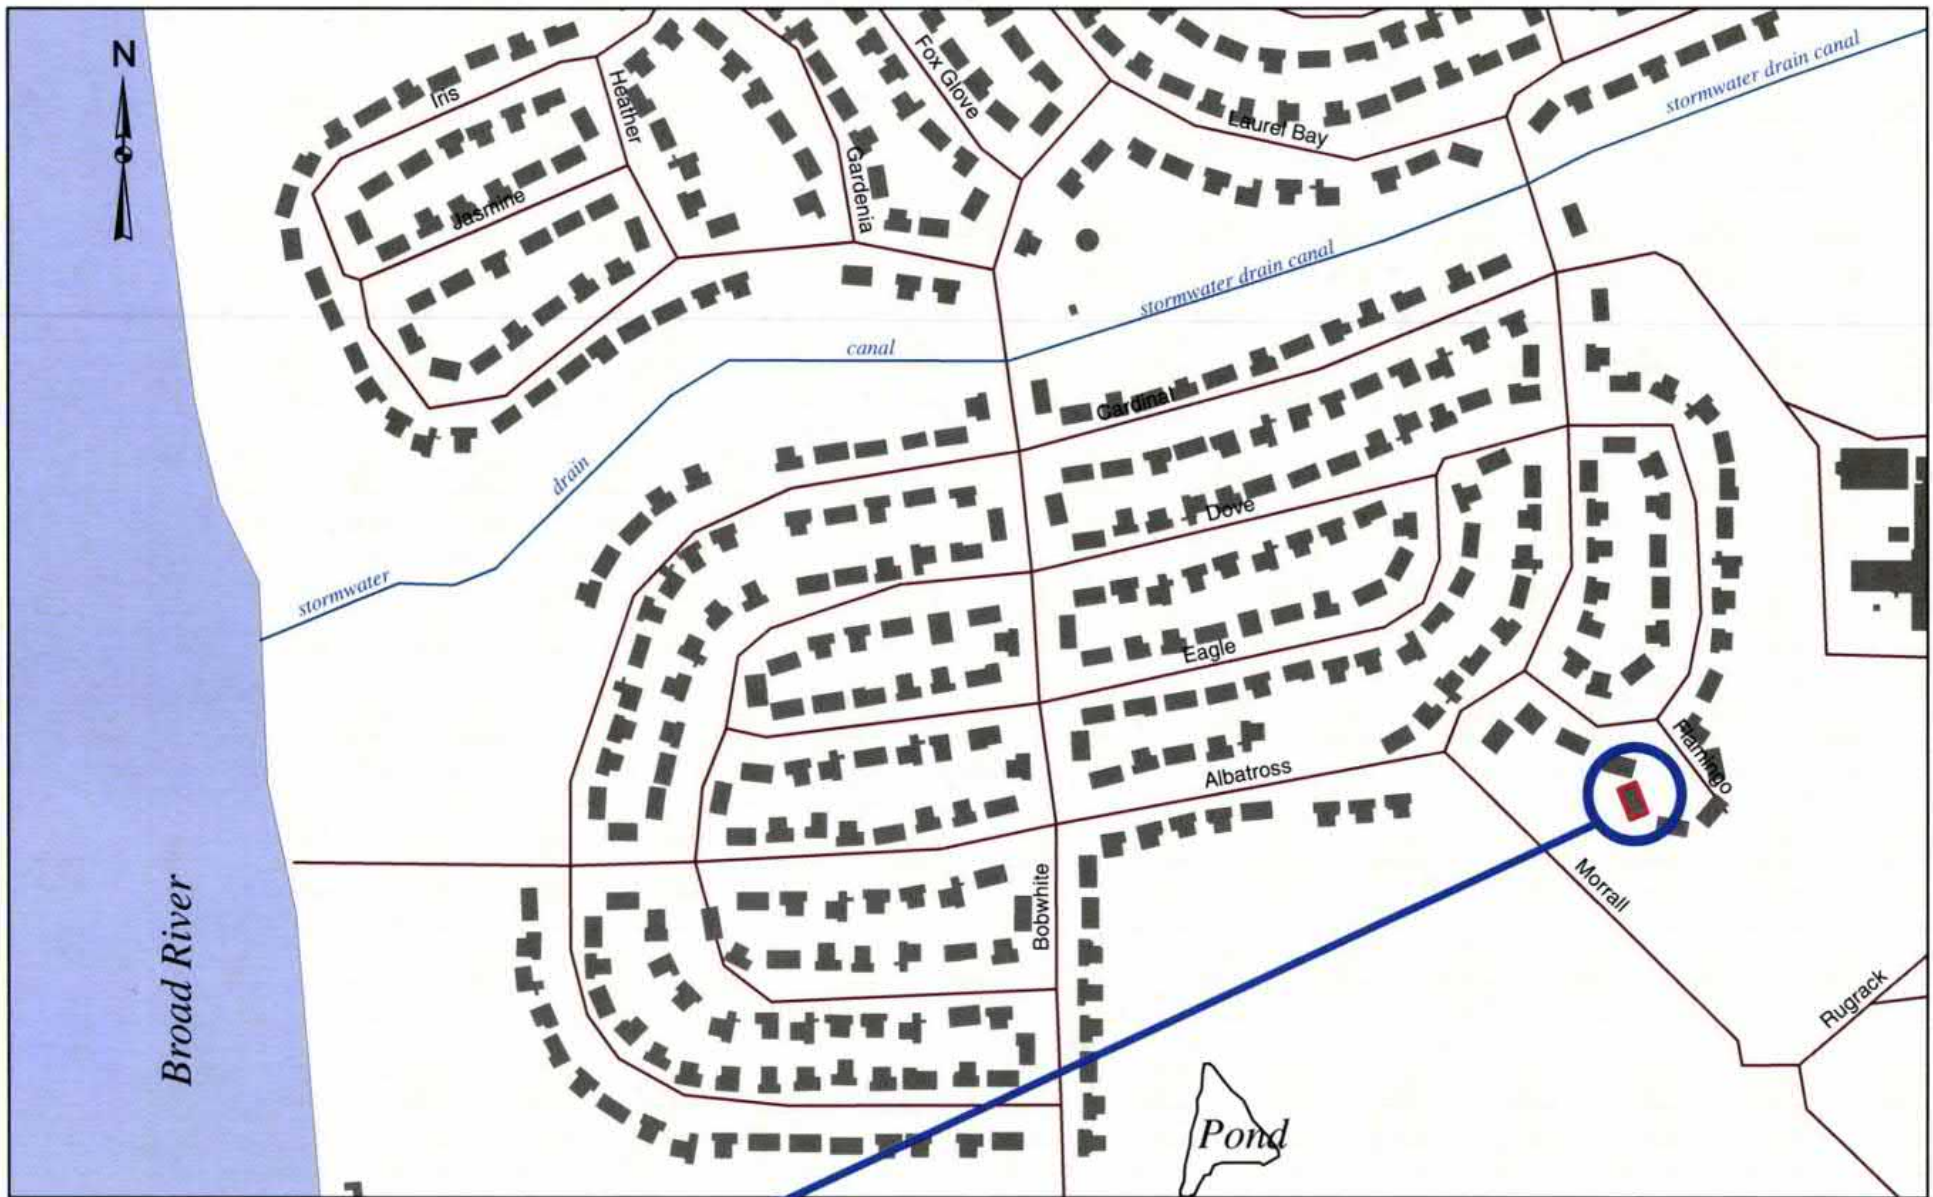 N
Iris
Heather
Fox Glove
Gardenia
Jasmine
Laurel Bay
stormwater drain canal
stormwater drain canal
canal
drain
stormwater
Cardinal
Dove
Eagle
Albatross
Flamingo
Morrall
Bobwhite
Rugrack
Broad River
Pond